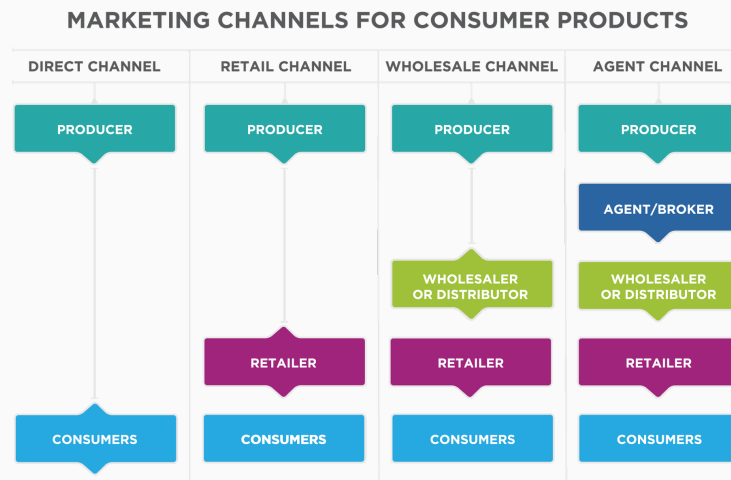 MARKETING CHANNELS FOR CONSUMER PRODUCTS
DIRECT CHANNEL
RETAIL CHANNEL
WHOLESALE CHANNEL
AGENT CHANNEL
PRODUCER
PRODUCER
PRODUCER
PRODUCER
AGENT/BROKER
WHOLESALER
OR DISTRIBUTOR
WHOLESALER
OR DISTRIBUTOR
RETAILER
RETAILER
RETAILER
CONSUMERS
CONSUMERS
CONSUMERS
CONSUMERS